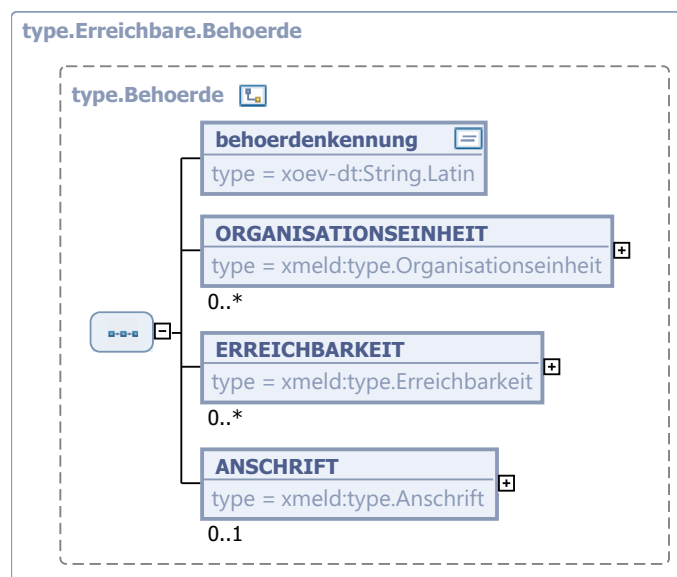 type.Erreichbare.Behoerde
type.Behoerde
behoerdenkennung
type = xoev-dt:String.Latin
ORGANISATIONSEINHEIT
type = xmeld:type.Organisationseinheit
0..*
ERREICHBARKEIT
type = xmeld:type.Erreichbarkeit
0..*
ANSCHRIFT
type = xmeld:type.Anschrift
0..1